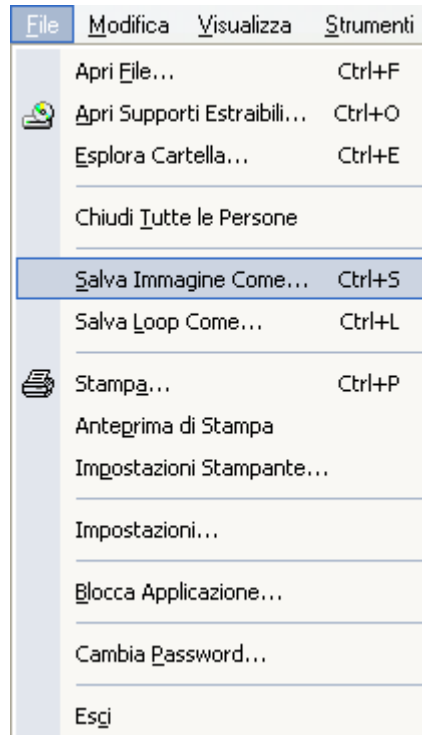 File Modifica Visualizza Strumenti
Apri File... Ctrl+F
Apri Supporti Estraibili... Ctrl+O
Esplora Cartella... Ctrl+E
Chiudi Tutte le Persone
Salva Immagine Come... Ctrl+S
Salva Loop Come... Ctrl+L
Stampa... Ctrl+P
Anteprima di Stampa
Impostazioni Stampante...
Impostazioni...
Blocca Applicazione...
Cambia Password...
Esci